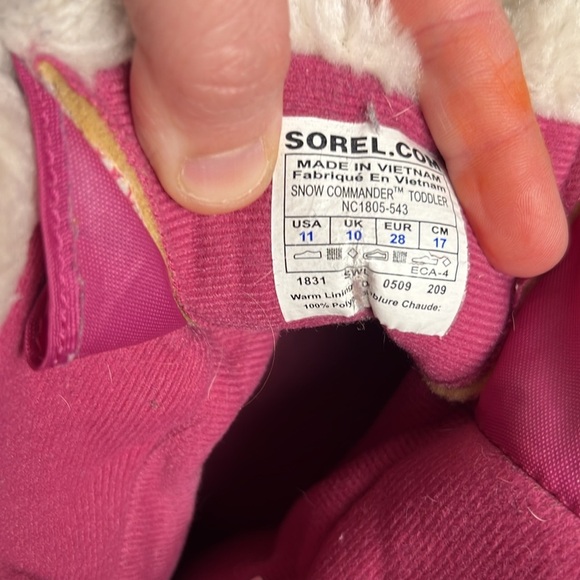 SOREL.COM
MADE IN VIETNAM
Fabriqué En Vietnam
SNOW COMMANDER™ TODDLER
NC1805-543
USA UK EUR CM
11 10 28 17
ECA-4
1831 0509 209
Warm Lining Chaude:
100%